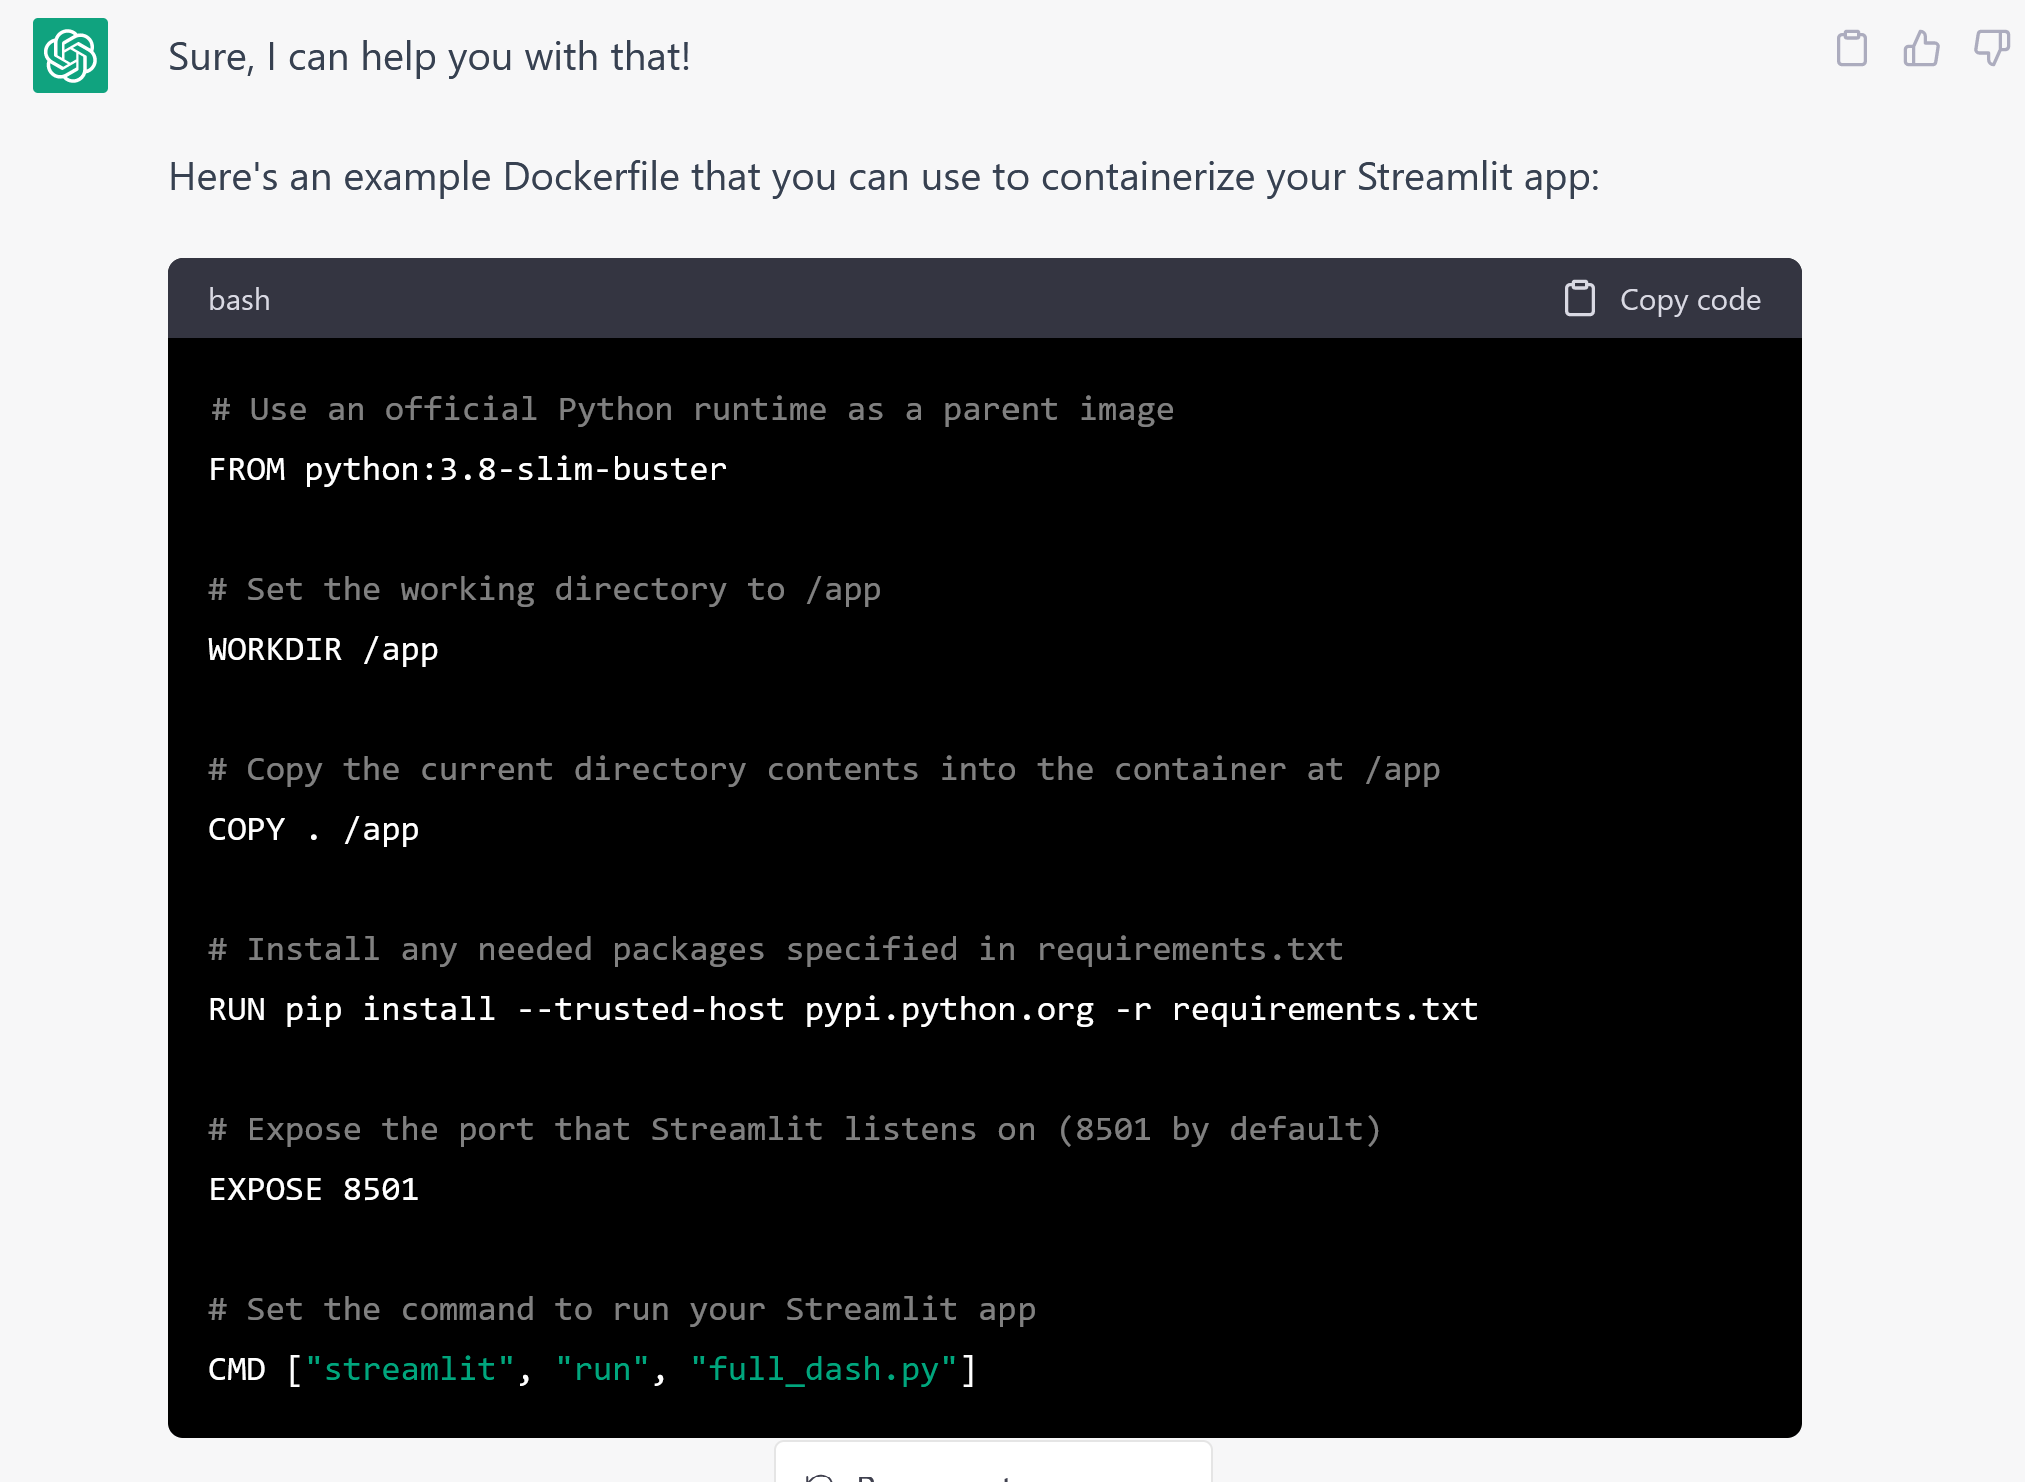 Sure, I can help you with that!
Here's an example Dockerfile that you can use to containerize your Streamlit app:
bash
Copy code
# Use an official Python runtime as a parent image
FROM python:3.8-slim-buster
# Set the working directory to /app
WORKDIR /app
# Copy the current directory contents into the container at /app
COPY . /app
# Install any needed packages specified in requirements.txt
RUN pip install --trusted-host pypi.python.org -r requirements.txt
# Expose the port that Streamlit listens on (8501 by default)
EXPOSE 8501
# Set the command to run your Streamlit app
CMD ["streamlit", "run", "full_dash.py"]